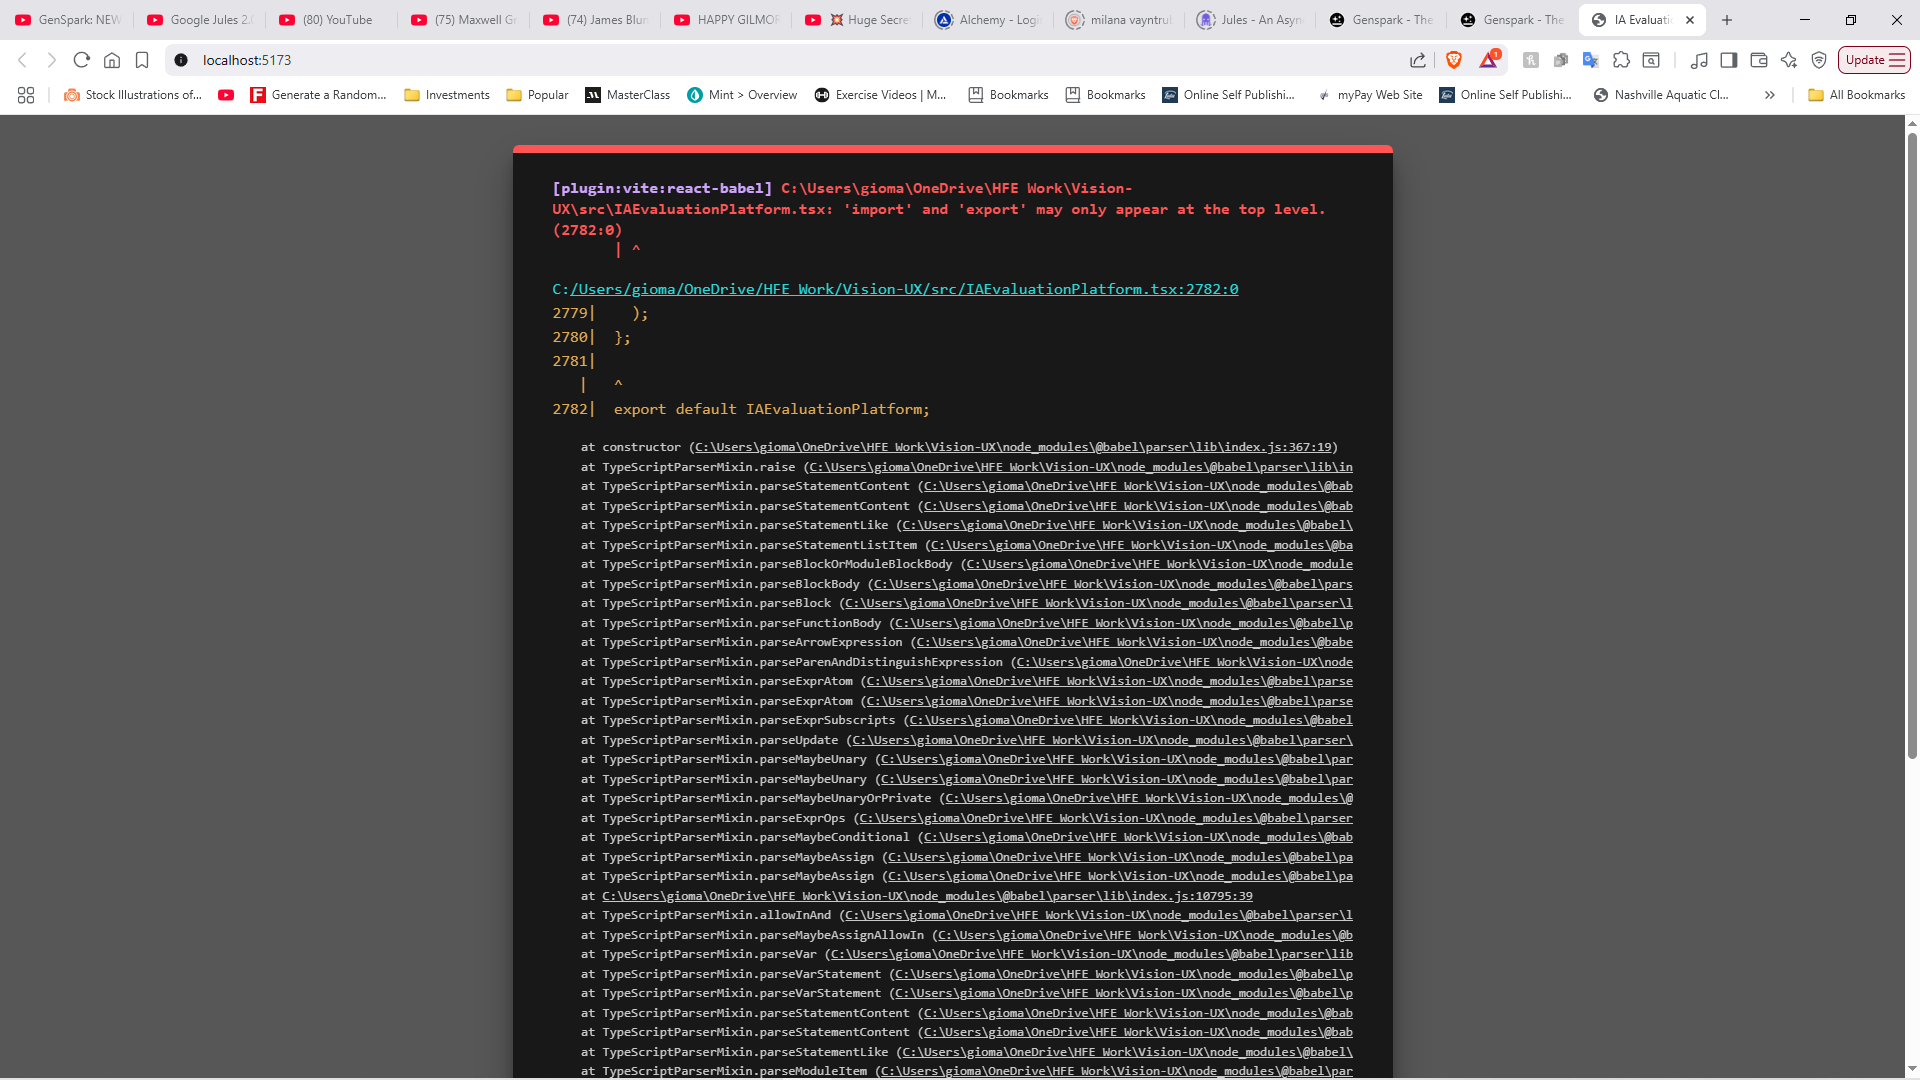 GenSpark: NEW
Google Jules 2.
(80) YouTube
(75) Maxwell Gr
(74) James Blun
HAPPY GILMOR
Huge Secre
Alchemy - Logi
milana vayntrul
Jules - An Asyn
Genspark - The
Genspark - The
IA Evaluati
localhost:5173
1
Update
Stock Illustrations of...
Generate a Random...
Investments
Popular
MasterClass
Mint > Overview
Exercise Videos | M...
Bookmarks
Bookmarks
Online Self Publishi...
myPay Web Site
Online Self Publishi...
Nashville Aquatic Cl...
All Bookmarks
[plugin:vite:react-babel] C:\Users\gioma\OneDrive\HFE Work\Vision-
UX\src\IAEvaluationPlatform.tsx: 'import' and 'export' may only appear at the top level.
(2782:0)
| ^
C:/Users/gioma/OneDrive/HFE Work/Vision-UX/src/IAEvaluationPlatform.tsx:2782:0
2779|    );
2780|  };
2781|
   |   ^
2782|  export default IAEvaluationPlatform;
at constructor (C:\Users\gioma\OneDrive\HFE Work\Vision-UX\node_modules\@babel\parser\lib\index.js:367:19)
at TypeScriptParserMixin.raise (C:\Users\gioma\OneDrive\HFE Work\Vision-UX\node_modules\@babel\parser\lib\in
at TypeScriptParserMixin.parseStatementContent (C:\Users\gioma\OneDrive\HFE Work\Vision-UX\node_modules\@bab
at TypeScriptParserMixin.parseStatementContent (C:\Users\gioma\OneDrive\HFE Work\Vision-UX\node_modules\@bab
at TypeScriptParserMixin.parseStatementLike (C:\Users\gioma\OneDrive\HFE Work\Vision-UX\node_modules\@babel\
at TypeScriptParserMixin.parseStatementListItem (C:\Users\gioma\OneDrive\HFE Work\Vision-UX\node_modules\@ba
at TypeScriptParserMixin.parseBlockOrModuleBlockBody (C:\Users\gioma\OneDrive\HFE Work\Vision-UX\node_module
at TypeScriptParserMixin.parseBlockBody (C:\Users\gioma\OneDrive\HFE Work\Vision-UX\node_modules\@babel\pars
at TypeScriptParserMixin.parseBlock (C:\Users\gioma\OneDrive\HFE Work\Vision-UX\node_modules\@babel\parser\l
at TypeScriptParserMixin.parseFunctionBody (C:\Users\gioma\OneDrive\HFE Work\Vision-UX\node_modules\@babel\p
at TypeScriptParserMixin.parseArrowExpression (C:\Users\gioma\OneDrive\HFE Work\Vision-UX\node_modules\@babe
at TypeScriptParserMixin.parseParenAndDistinguishExpression (C:\Users\gioma\OneDrive\HFE Work\Vision-UX\node
at TypeScriptParserMixin.parseExprAtom (C:\Users\gioma\OneDrive\HFE Work\Vision-UX\node_modules\@babel\parse
at TypeScriptParserMixin.parseExprAtom (C:\Users\gioma\OneDrive\HFE Work\Vision-UX\node_modules\@babel\parse
at TypeScriptParserMixin.parseExprSubscripts (C:\Users\gioma\OneDrive\HFE Work\Vision-UX\node_modules\@babel
at TypeScriptParserMixin.parseUpdate (C:\Users\gioma\OneDrive\HFE Work\Vision-UX\node_modules\@babel\parser\
at TypeScriptParserMixin.parseMaybeUnary (C:\Users\gioma\OneDrive\HFE Work\Vision-UX\node_modules\@babel\par
at TypeScriptParserMixin.parseMaybeUnary (C:\Users\gioma\OneDrive\HFE Work\Vision-UX\node_modules\@babel\par
at TypeScriptParserMixin.parseMaybeUnaryOrPrivate (C:\Users\gioma\OneDrive\HFE Work\Vision-UX\node_modules\@
at TypeScriptParserMixin.parseExprOps (C:\Users\gioma\OneDrive\HFE Work\Vision-UX\node_modules\@babel\parser
at TypeScriptParserMixin.parseMaybeConditional (C:\Users\gioma\OneDrive\HFE Work\Vision-UX\node_modules\@bab
at TypeScriptParserMixin.parseMaybeAssign (C:\Users\gioma\OneDrive\HFE Work\Vision-UX\node_modules\@babel\pa
at TypeScriptParserMixin.parseMaybeAssign (C:\Users\gioma\OneDrive\HFE Work\Vision-UX\node_modules\@babel\pa
at C:\Users\gioma\OneDrive\HFE Work\Vision-UX\node_modules\@babel\parser\lib\index.js:10795:39
at TypeScriptParserMixin.allowInAnd (C:\Users\gioma\OneDrive\HFE Work\Vision-UX\node_modules\@babel\parser\l
at TypeScriptParserMixin.parseMaybeAssignAllowIn (C:\Users\gioma\OneDrive\HFE Work\Vision-UX\node_modules\@b
at TypeScriptParserMixin.parseVar (C:\Users\gioma\OneDrive\HFE Work\Vision-UX\node_modules\@babel\parser\lib
at TypeScriptParserMixin.parseVarStatement (C:\Users\gioma\OneDrive\HFE Work\Vision-UX\node_modules\@babel\p
at TypeScriptParserMixin.parseVarStatement (C:\Users\gioma\OneDrive\HFE Work\Vision-UX\node_modules\@babel\p
at TypeScriptParserMixin.parseStatementContent (C:\Users\gioma\OneDrive\HFE Work\Vision-UX\node_modules\@bab
at TypeScriptParserMixin.parseStatementContent (C:\Users\gioma\OneDrive\HFE Work\Vision-UX\node_modules\@bab
at TypeScriptParserMixin.parseStatementLike (C:\Users\gioma\OneDrive\HFE Work\Vision-UX\node_modules\@babel\
at TypeScriptParserMixin.parseModuleItem (C:\Users\gioma\OneDrive\HFE Work\Vision-UX\node_modules\@babel\par